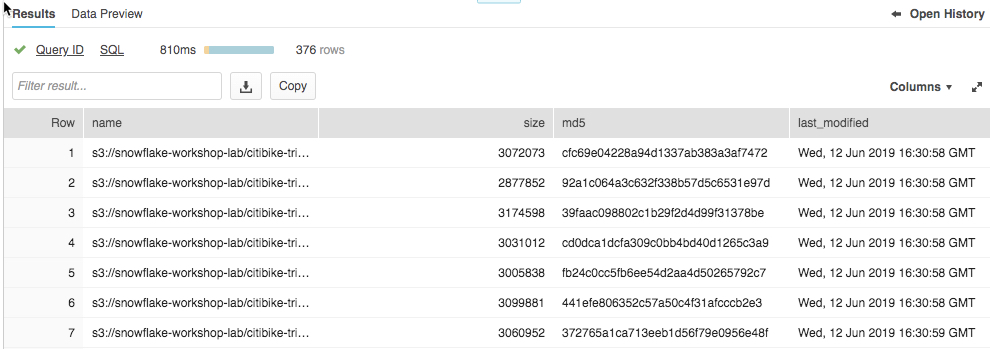 Results Data Preview Open History
Query ID SQL 810ms 376 rows
Filter result... Copy Columns
Row name size md5 last_modified
1 s3://snowflake-workshop-lab/citibike-tri… 3072073 cfc69e04228a94d1337ab383a3af7472 Wed, 12 Jun 2019 16:30:58 GMT
2 s3://snowflake-workshop-lab/citibike-tri… 2877852 92a1c064a3c632f338b57d5c6531e97d Wed, 12 Jun 2019 16:30:58 GMT
3 s3://snowflake-workshop-lab/citibike-tri… 3174598 39faac098802c1b29f2d4d99f31378be Wed, 12 Jun 2019 16:30:58 GMT
4 s3://snowflake-workshop-lab/citibike-tri… 3031012 cd0dca1dcfa309c0bb4bd40d1265c3a9 Wed, 12 Jun 2019 16:30:58 GMT
5 s3://snowflake-workshop-lab/citibike-tri… 3005838 fb24c0cc5fb6ee54d2aa4d50265792c7 Wed, 12 Jun 2019 16:30:58 GMT
6 s3://snowflake-workshop-lab/citibike-tri… 3099881 441efe806352c57a50c4f31afcccb2e3 Wed, 12 Jun 2019 16:30:58 GMT
7 s3://snowflake-workshop-lab/citibike-tri… 3060952 372765a1ca713eeb1d56f79e0956e48f Wed, 12 Jun 2019 16:30:59 GMT